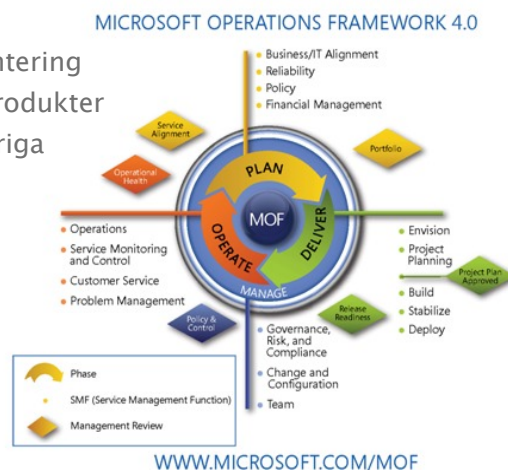 MICROSOFT OPERATIONS FRAMEWORK 4.0
ntering
rodukter
riga
Business/IT Alignment
Reliability
Policy
Financial Management
Service
Alignment
Portfolio
Operational
Health
PLAN
MOF
OPERATE
DELIVER
MANAGE
Operations
Service Monitoring
and Control
Customer Service
Problem Management
Envision
Project
Planning
Project Plan
Approved
Build
Stabilize
Deploy
Policy &
Control
Release
Readiness
Governance,
Risk, and
Compliance
Change and
Configuration
Team
Phase
SMF (Service Management Function)
Management Review
WWW.MICROSOFT.COM/MOF